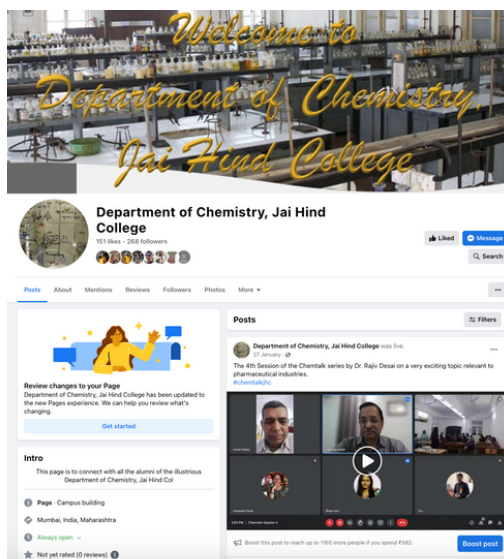 Welcome to
Department of Chemistry,
Jai Hind College
Department of Chemistry, Jai Hind
College
151 likes • 268 followers
Liked
Message
Search
Posts
About
Mentions
Reviews
Followers
Photos
More
Review changes to your Page
Department of Chemistry, Jai Hind College has been updated to
the new Pages experience. We can help you review what's
changing.
Get started
Intro
This page is to connect with all the alumni of the illustrious
Department of Chemistry, Jai Hind Col
Page · Campus building
Mumbai, India, Maharashtra
Always open
Not yet rated (0 reviews)
Posts
Filters
Department of Chemistry, Jai Hind College was live.
27 January ·
The 4th Session of the Chemtalk series by Dr. Rajiv Desai on a very exciting topic relevant to
pharmaceutical industries.
#chemtalkjhc
Boost this post to reach up to 1165 more people if you spend ₹582.
Boost post